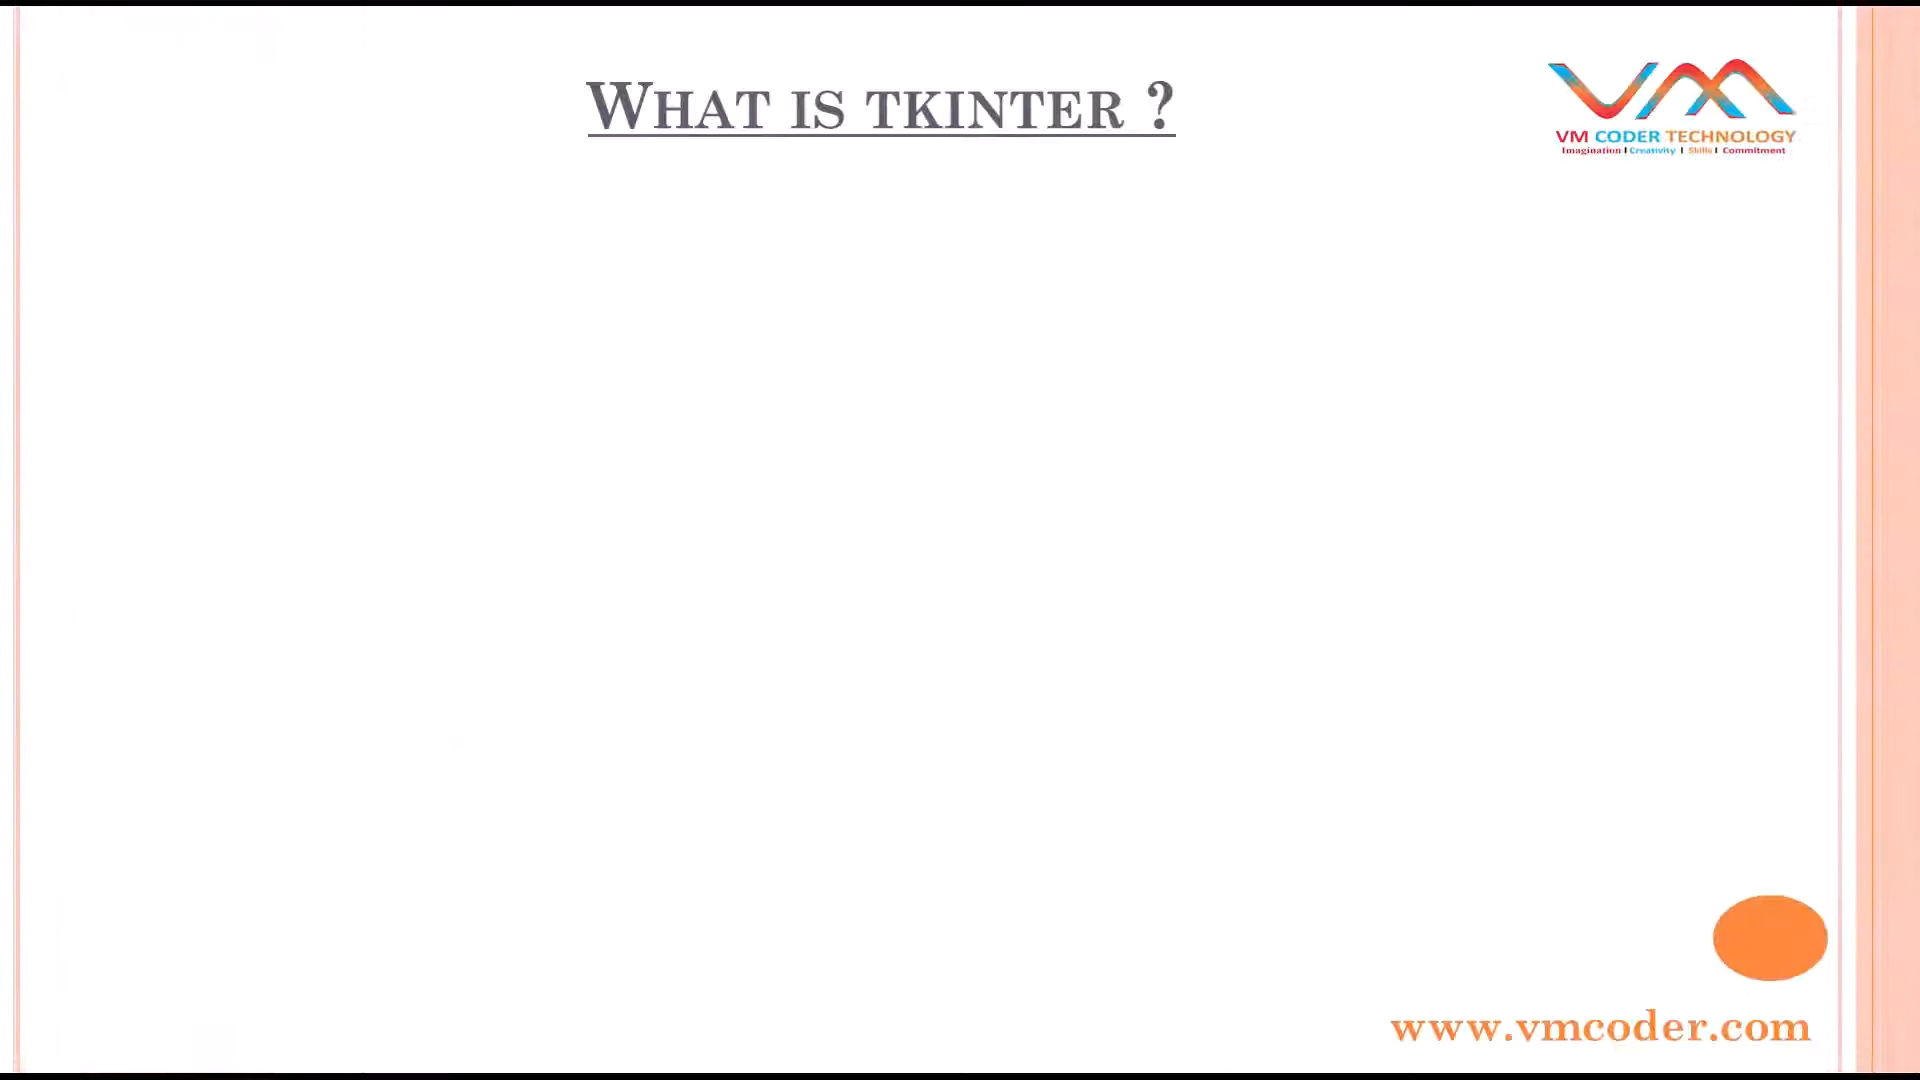 WHAT IS TKINTER ?
VM CODER TECHNOLOGY
Imagination I Creativity I Skills I Commitment
www.vmcoder.com